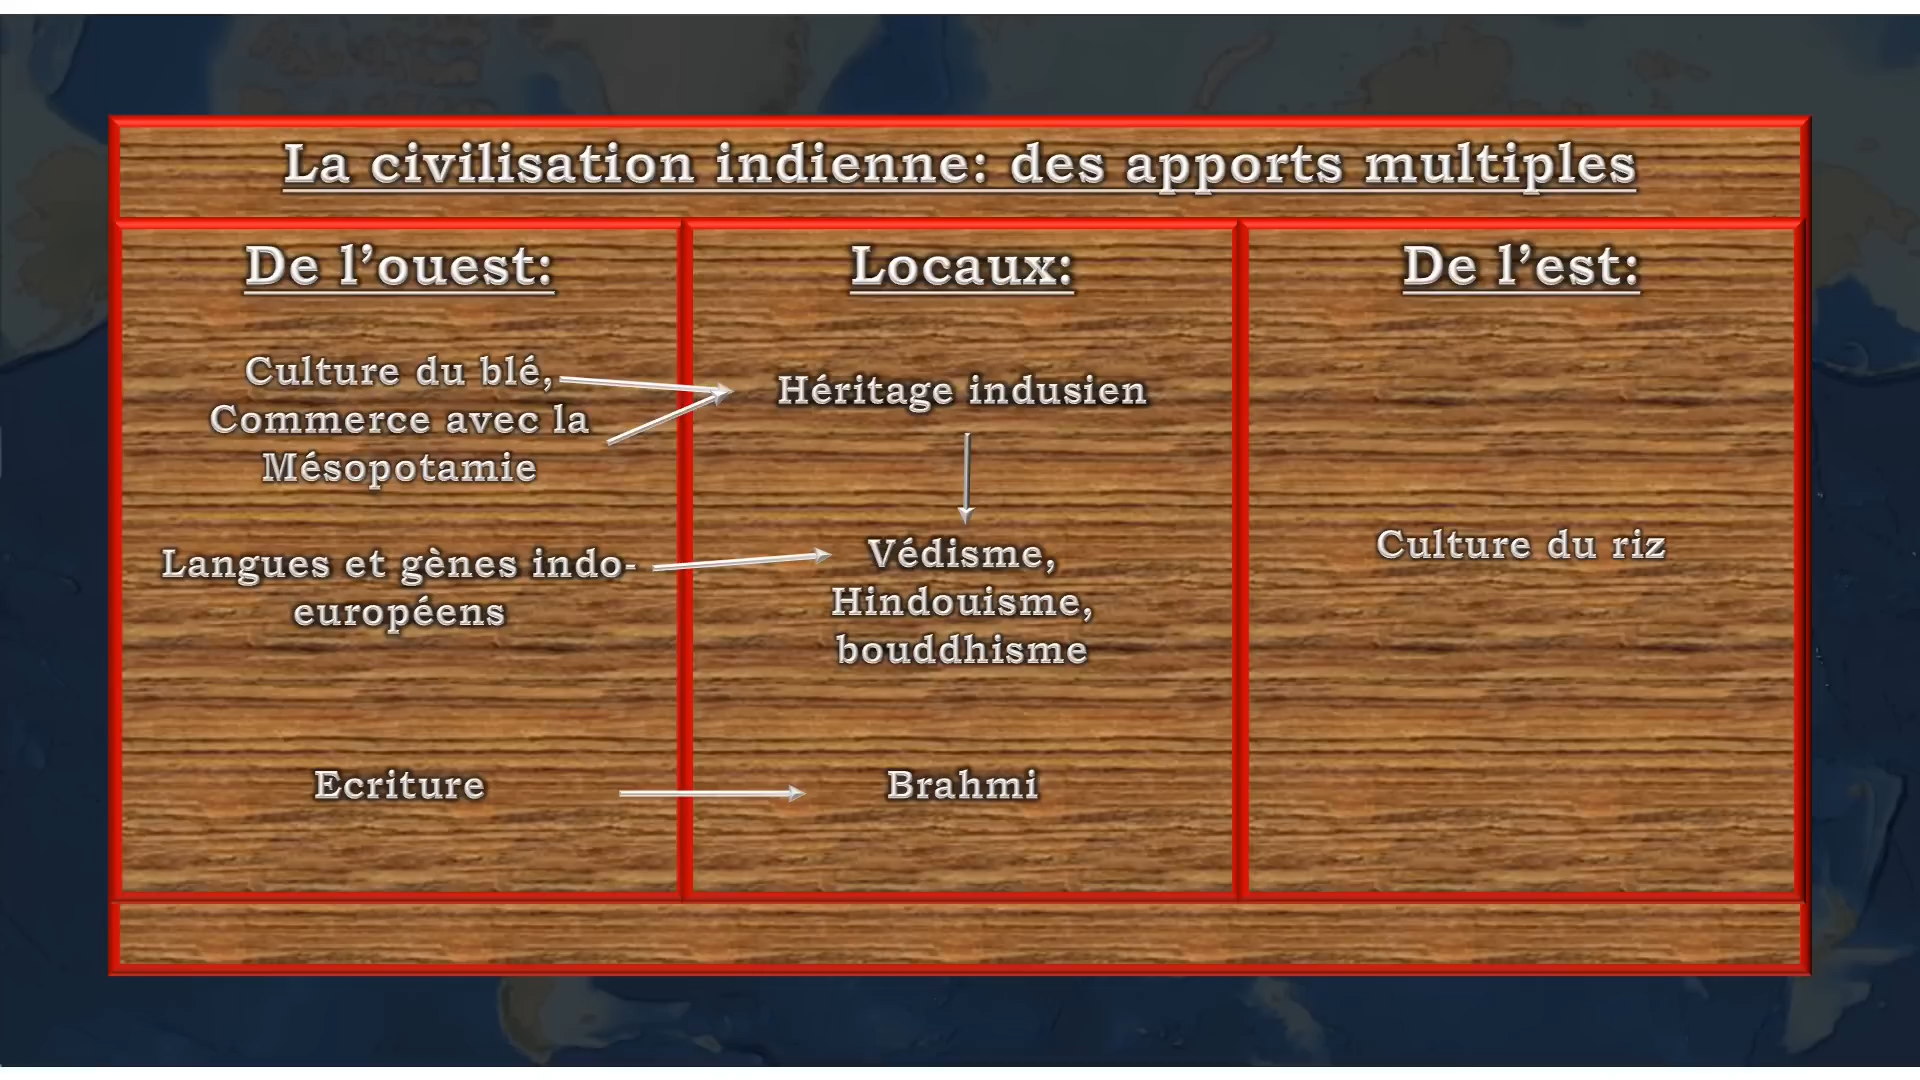 La civilisation indienne: des apports multiples
De l’ouest:
Culture du blé,
Commerce avec la
Mésopotamie
Langues et gènes indo-
européens
Ecriture
Locaux:
Héritage indusien
Védisme,
Hindouisme,
bouddhisme
Brahmi
De l’est:
Culture du riz